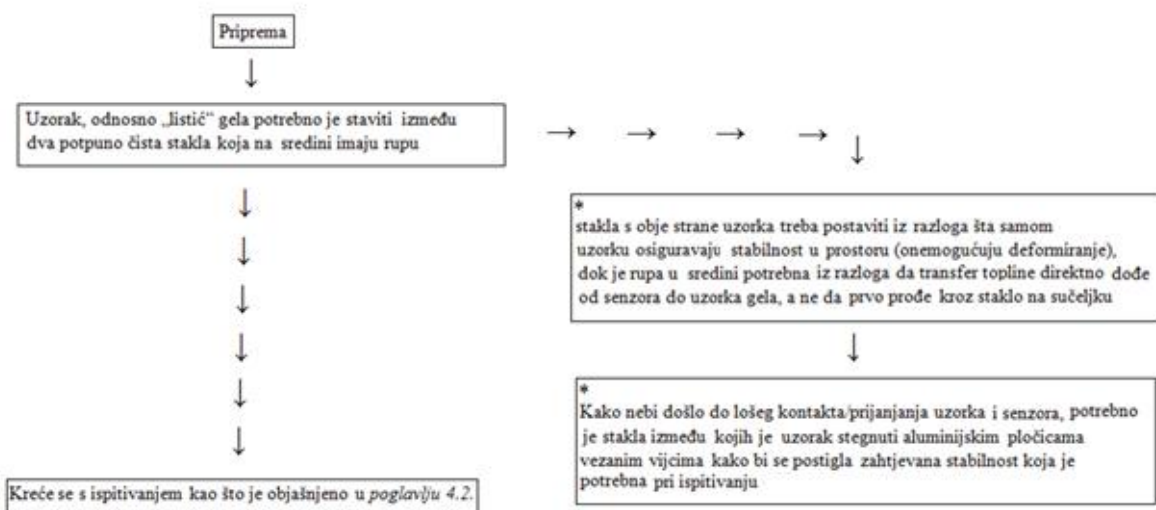 Priprema
Uzorak, odnosno „listić“ gela potrebno je staviti između
dva potpuno čista stakla koja na sredini imaju rupu
*
stakla s obje strane uzorka treba postaviti iz razloga šta samom
uzorku osiguravaju stabilnost u prostoru (onemogućuju deformiranje),
dok je rupa u sredini potrebna iz razloga da transfer topline direktno dođe
od senzora do uzorka gela, a ne da prvo prođe kroz staklo na sučeljku
*
Kako nebi došlo do lošeg kontakta/prijanjanja uzorka i senzora, potrebno
je stakla između kojih je uzorak stegnuti aluminijskim pločicama
vezanim vijcima kako bi se postigla zahtjevana stabilnost koja je
potrebna pri ispitivanju
Kreće se s ispitivanjem kao što je objašnjeno u poglavlju 4.2.